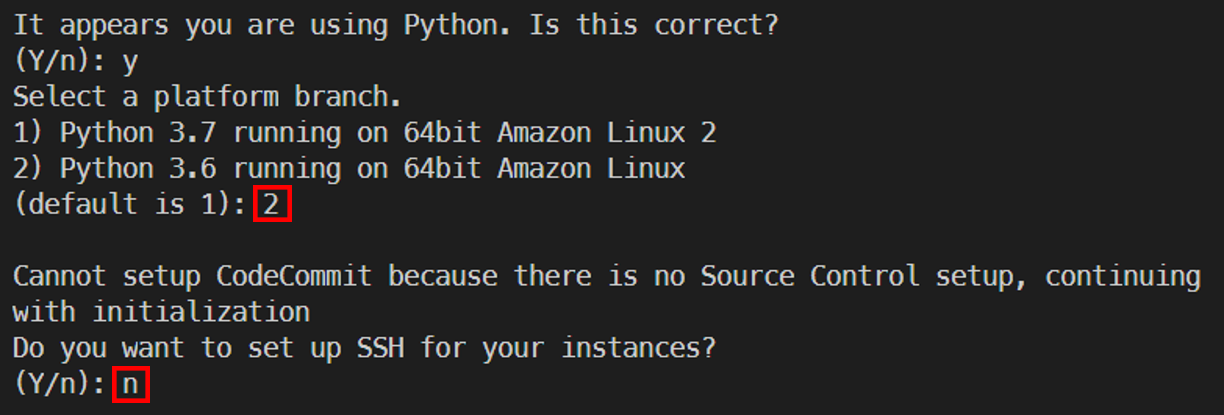 It appears you are using Python. Is this correct?
(Y/n): y
Select a platform branch.
1) Python 3.7 running on 64bit Amazon Linux 2
2) Python 3.6 running on 64bit Amazon Linux
(default is 1): 2
Cannot setup CodeCommit because there is no Source Control setup, continuing
with initialization
Do you want to set up SSH for your instances?
(Y/n): n